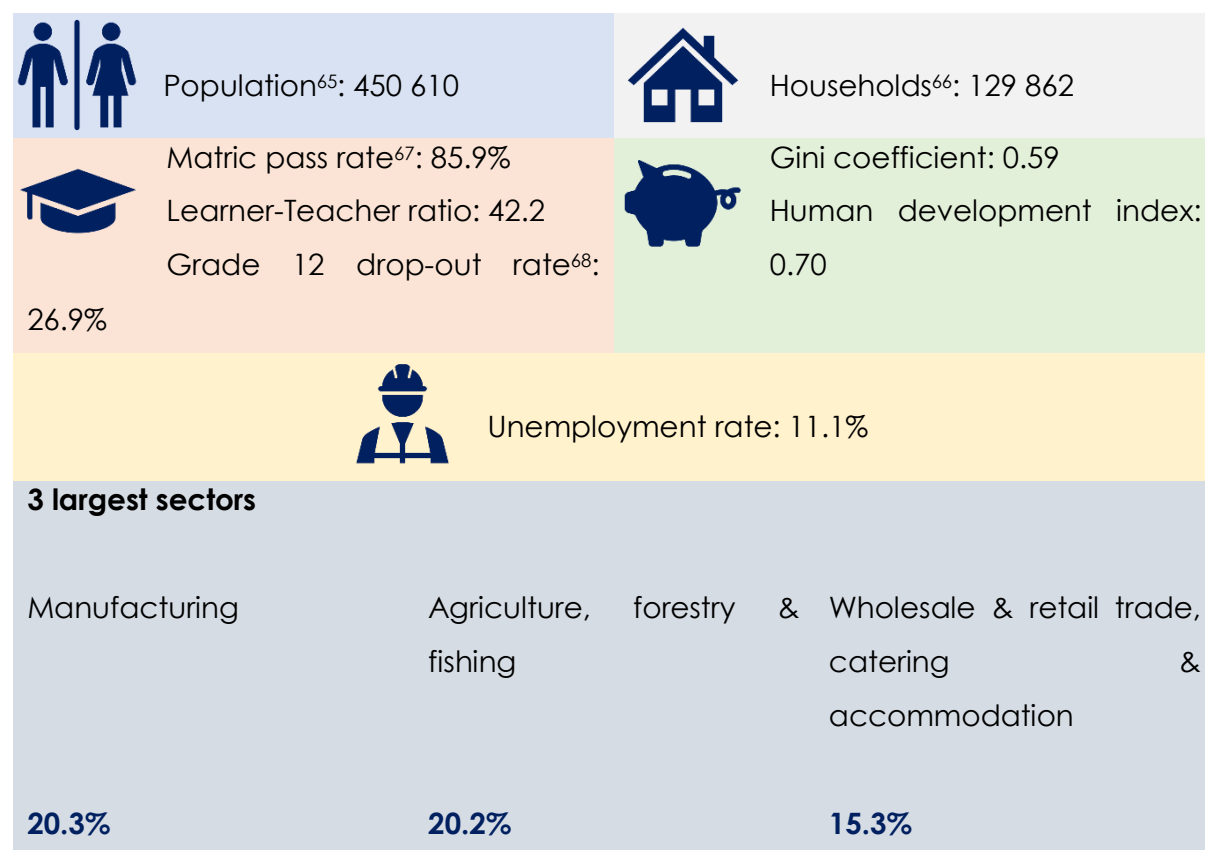 Population⁶⁵: 450 610
Households⁶⁶: 129 862
Matric pass rate⁶⁷: 85.9%
Learner-Teacher ratio: 42.2
Grade 12 drop-out rate⁶⁸:
26.9%
Gini coefficient: 0.59
Human development index:
0.70
Unemployment rate: 11.1%
3 largest sectors
Manufacturing
20.3%
Agriculture, forestry &
fishing
20.2%
Wholesale & retail trade,
catering &
accommodation
15.3%